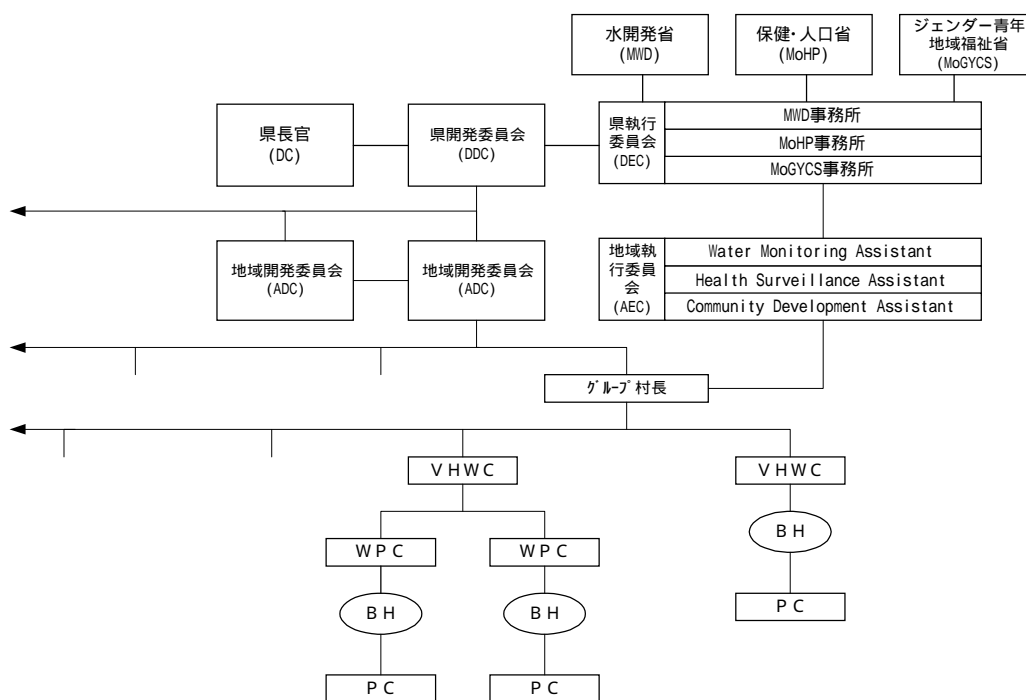 水開発省
(MWD)
保健・人口省
(MoHP)
ジェンダー青年
地域福祉省
(MoGYCS)
県長官
(DC)
県開発委員会
(DDC)
県執行
委員会
(DEC)
MWD事務所
MoHP事務所
MoGYCS事務所
地域開発委員会
(ADC)
地域開発委員会
(ADC)
地域執
行委員
会
(AEC)
Water Monitoring Assistant
Health Surveillance Assistant
Community Development Assistant
グループ村長
ＶＨＷＣ
ＶＨＷＣ
ＷＰＣ
ＷＰＣ
ＢＨ
ＢＨ
ＢＨ
ＰＣ
ＰＣ
ＰＣ